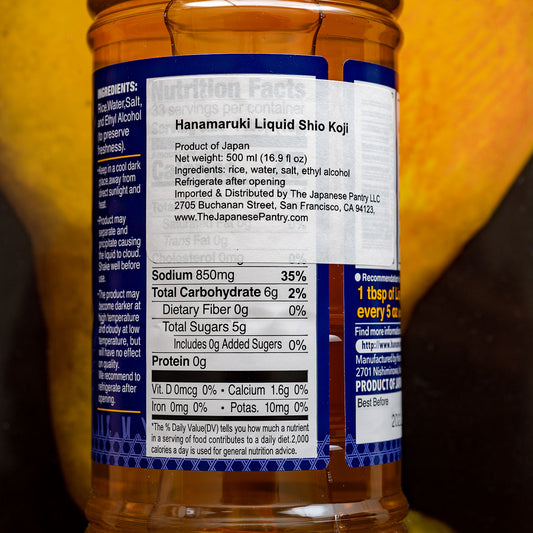 INGREDIENTS:
Rice,Water,Salt,
and Ethyl Alcohol
(to preserve
freshness).
•Keep in a cool dark
place away from
direct sunlight and
heat.
•Product may
separate and
precipitate causing
the liquid to cloud.
Shake well before
use.
•The product may
become darker at
high temperature
and cloudy at low
temperature, but
will have no effect
on quality.
We recommend to
refrigerate after
opening.
Nutrition Facts
33 servings per container
Hanamaruki Liquid Shio Koji
Product of Japan
Net weight: 500 ml (16.9 fl oz)
Ingredients: rice, water, salt, ethyl alcohol
Refrigerate after opening
Imported & Distributed by The Japanese Pantry LLC
2705 Buchanan Street, San Francisco, CA 94123,
www.TheJapanesePantry.com
Saturated Fat 0g 0%
Trans Fat 0g
Cholesterol 0mg 0%
Sodium 850mg 35%
Total Carbohydrate 6g 2%
Dietary Fiber 0g 0%
Total Sugars 5g
Includes 0g Added Sugers 0%
Protein 0g
Vit. D 0mcg 0% • Calcium 1.6g 0%
Iron 0mg 0% • Potas. 10mg 0%
*The % Daily Value(DV) tells you how much a nutrient
in a serving of food contributes to a daily diet.2,000
calories a day is used for general nutrition advice.
● Recommendation
1 tbsp of
every 5 oz
Find more information
http://www.hanam
Manufactured by
2701 Nishiminowa,
PRODUCT OF JA
Best Before